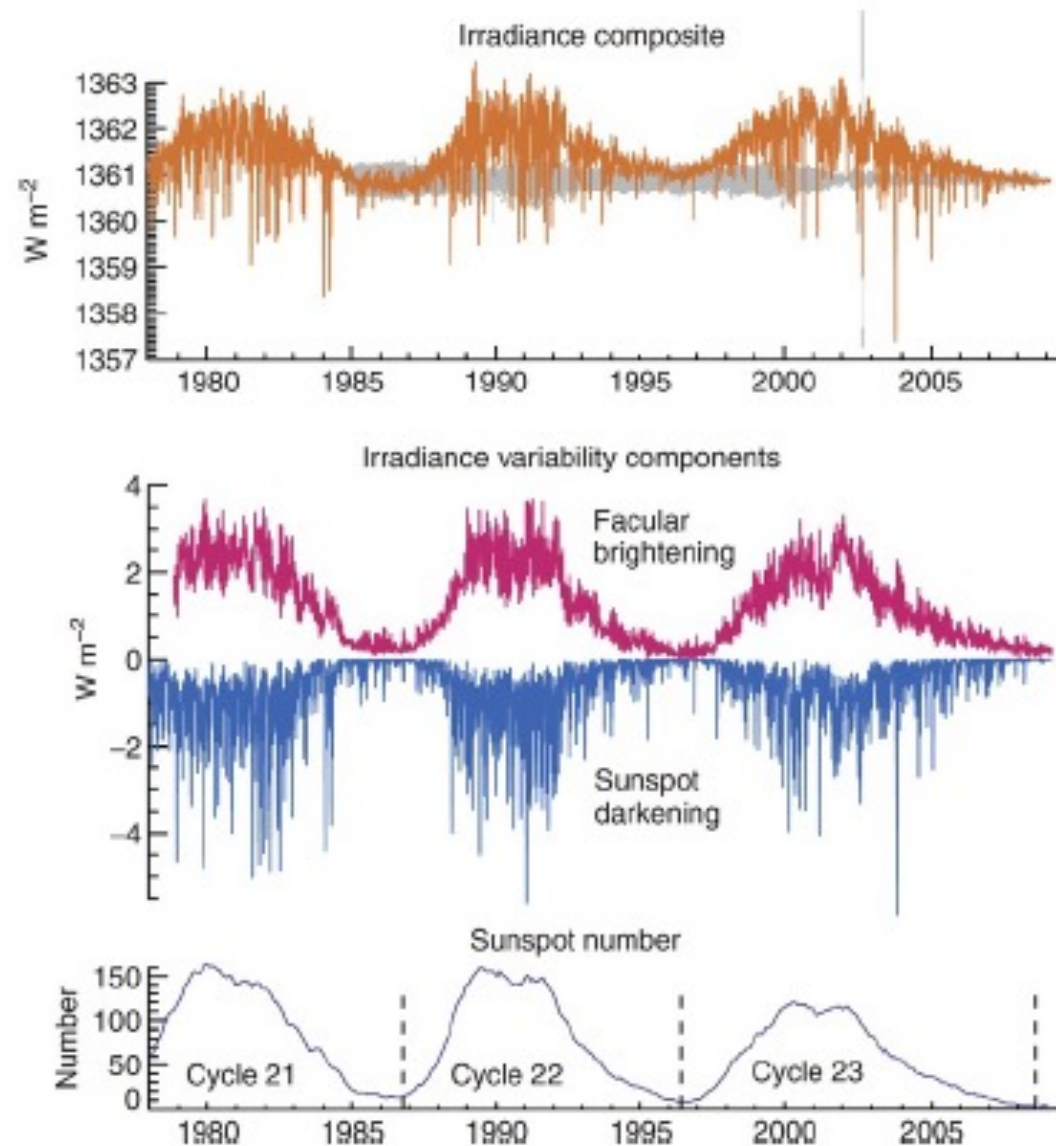 Irradiance composite
1363
1362
1361
1360
1359
1358
1357
W m−2
1980 1985 1990 1995 2000 2005
Irradiance variability components
4
2
0
−2
−4
W m−2
Facular
brightening
Sunspot
darkening
Sunspot number
150
100
50
0
Number
Cycle 21 Cycle 22 Cycle 23
1980 1985 1990 1995 2000 2005